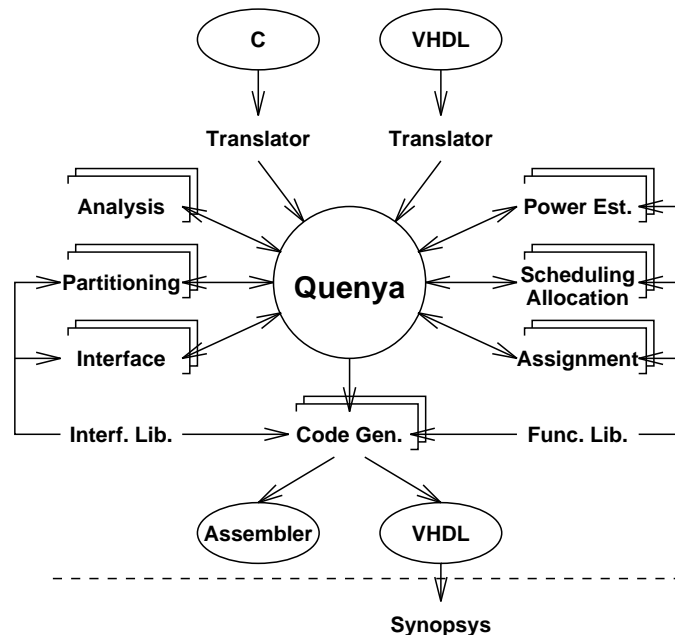 C VHDL
Translator Translator
Analysis Power Est.
Partitioning Quenya Scheduling
Allocation
Interface Assignment
Interf. Lib. Code Gen. Func. Lib.
Assembler VHDL
Synopsys